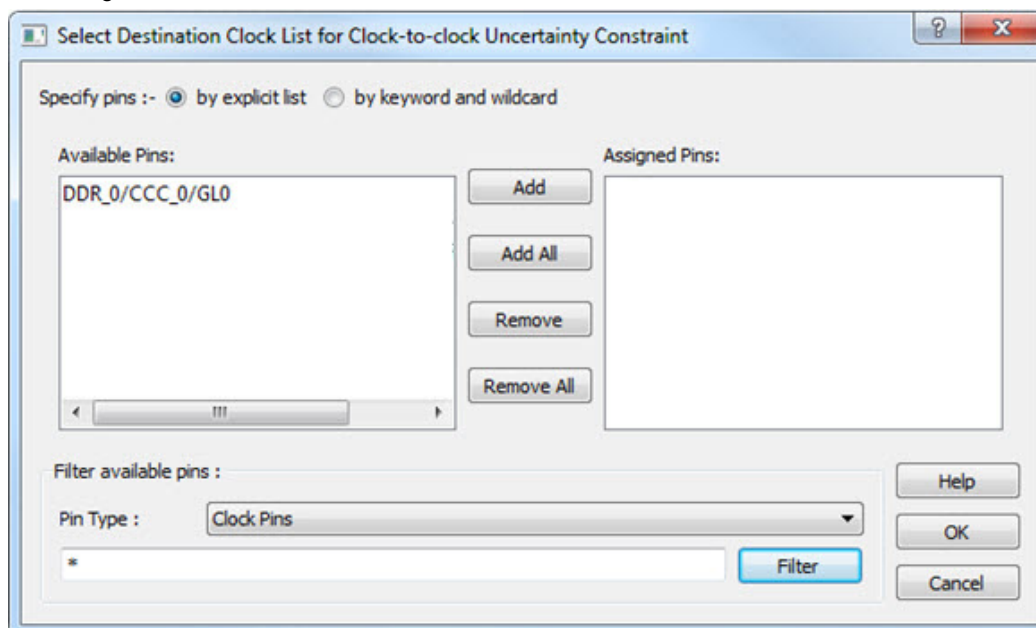 Select Destination Clock List for Clock-to-clock Uncertainty Constraint
Specify pins :- by explicit list by keyword and wildcard
Available Pins:
Assigned Pins:
DDR_0/CCC_0/GL0
Add
Add All
Remove
Remove All
Filter available pins :
Pin Type : Clock Pins
* Filter
Help
OK
Cancel